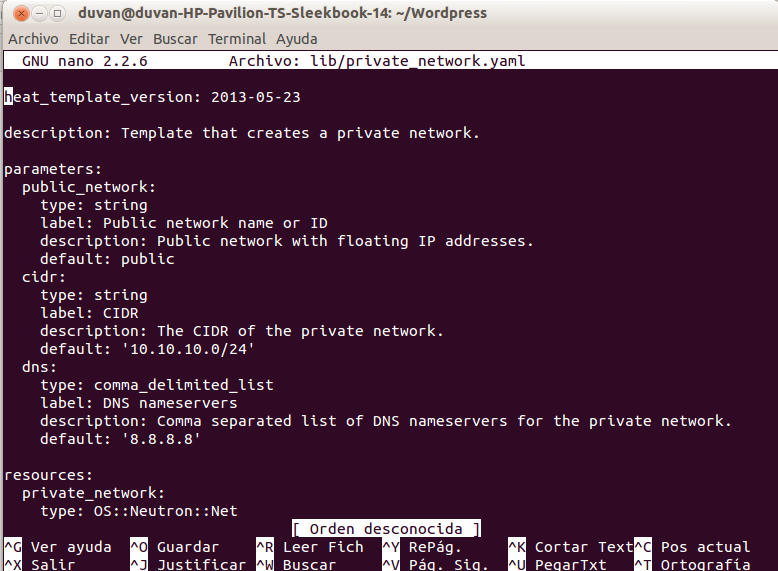 duvan@duvan-HP-Pavilion-TS-Sleekbook-14: ~/Wordpress
Archivo Editar Ver Buscar Terminal Ayuda
GNU nano 2.2.6 Archivo: lib/private_network.yaml
heat_template_version: 2013-05-23
description: Template that creates a private network.
parameters:
public_network:
type: string
label: Public network name or ID
description: Public network with floating IP addresses.
default: public
cidr:
type: string
label: CIDR
description: The CIDR of the private network.
default: '10.10.10.0/24'
dns:
type: comma_delimited_list
label: DNS nameservers
description: Comma separated list of DNS nameservers for the private network.
default: '8.8.8.8'
resources:
private_network:
type: OS::Neutron::Net
[ Orden desconocida ]
^G Ver ayuda ^O Guardar ^R Leer Fich ^Y RePág. ^K Cortar Text ^C Pos actual
^X Salir ^J Justificar ^W Buscar ^V Pág. Sig. ^U PegarTxt ^T Ortografía